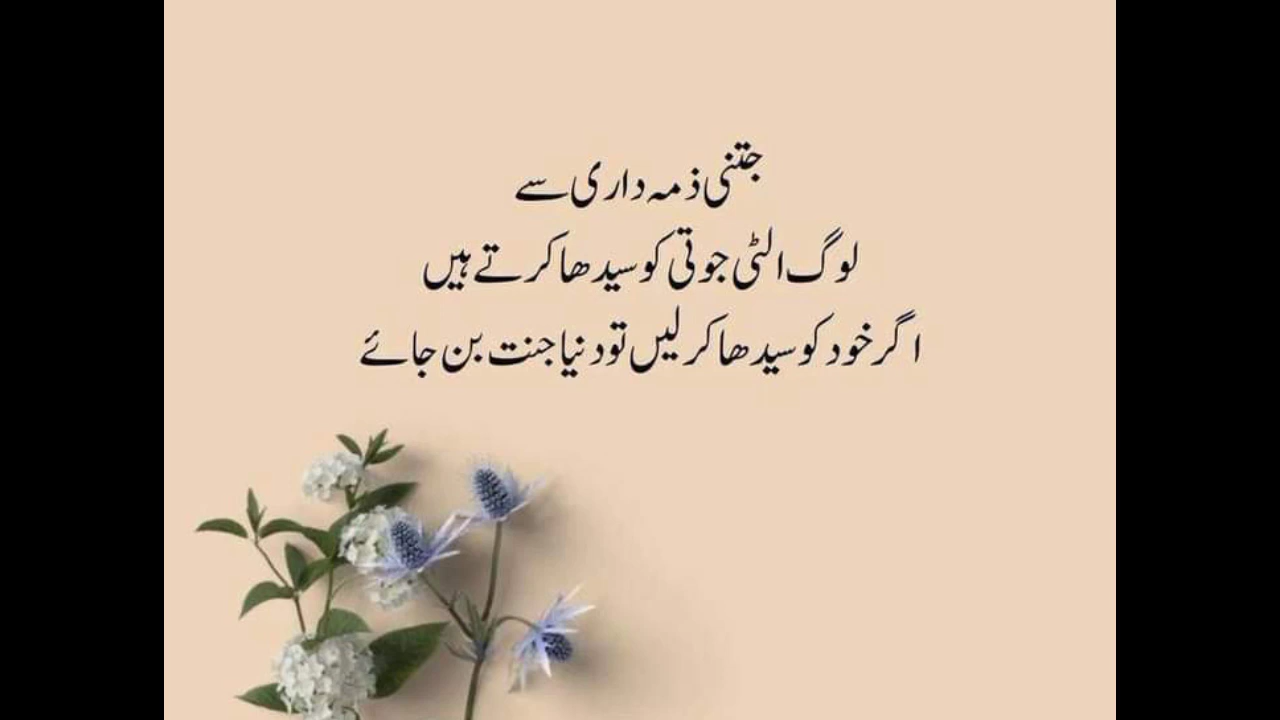 جتنی ذمہ داری سے
لوگ الٹی جوتی کو سیدھا کرتے ہیں
اگر خود کو سیدھا کر لیں تو دنیا جنت بن جائے